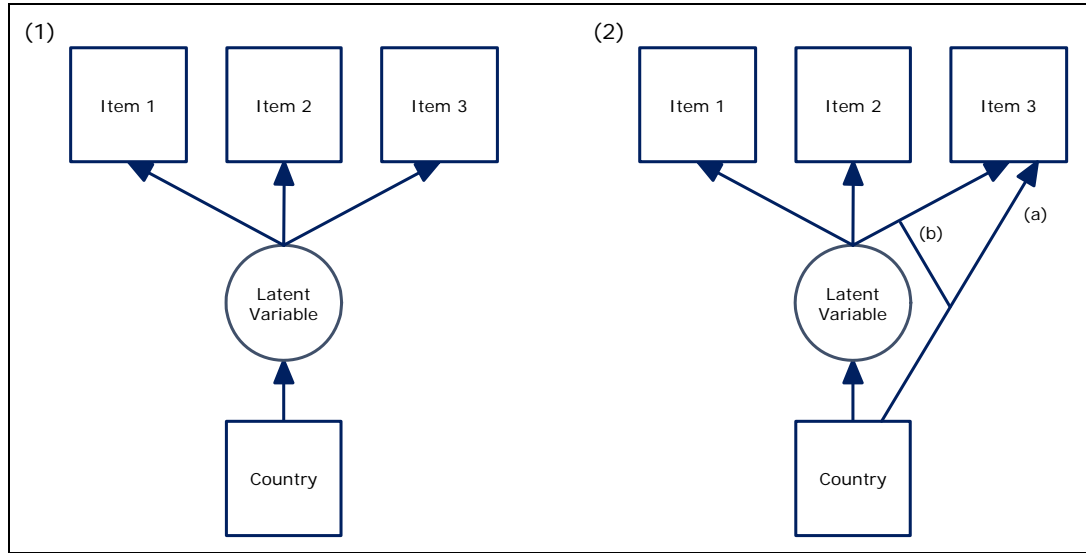 (1)
Item 1
Item 2
Item 3
Latent
Variable
Country
(2)
Item 1
Item 2
Item 3
(a)
(b)
Latent
Variable
Country